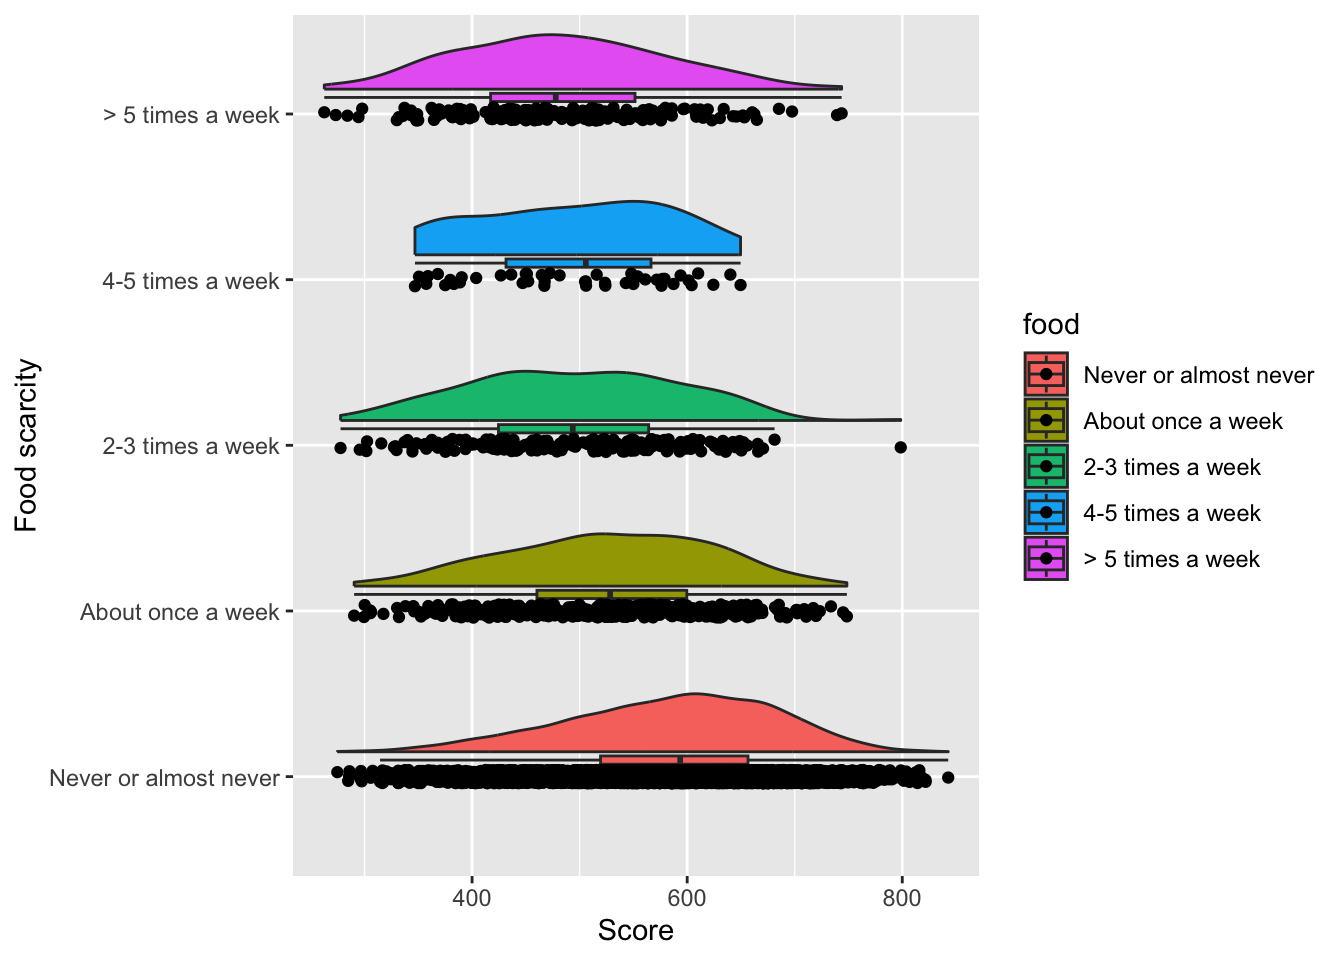 > 5 times a week
4-5 times a week
2-3 times a week
About once a week
Never or almost never
Food scarcity
400 600 800
Score
food
Never or almost never
About once a week
2-3 times a week
4-5 times a week
> 5 times a week